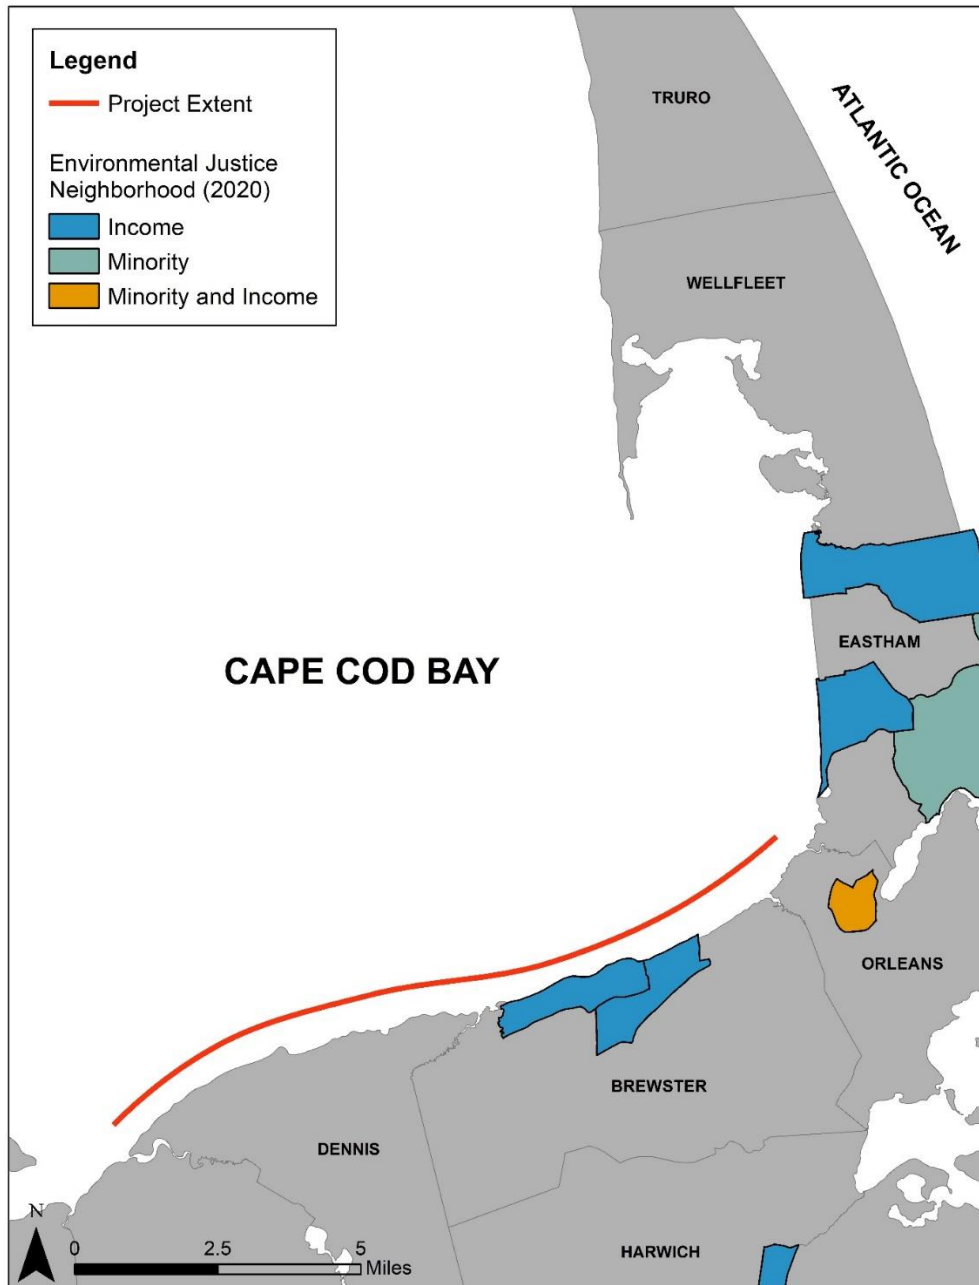 Legend
Project Extent
Environmental Justice
Neighborhood (2020)
Income
Minority
Minority and Income
TRURO
ATLANTIC OCEAN
WELLFLEET
EASTHAM
CAPE COD BAY
ORLEANS
BREWSTER
DENNIS
HARWICH
N
0 2.5 5
Miles